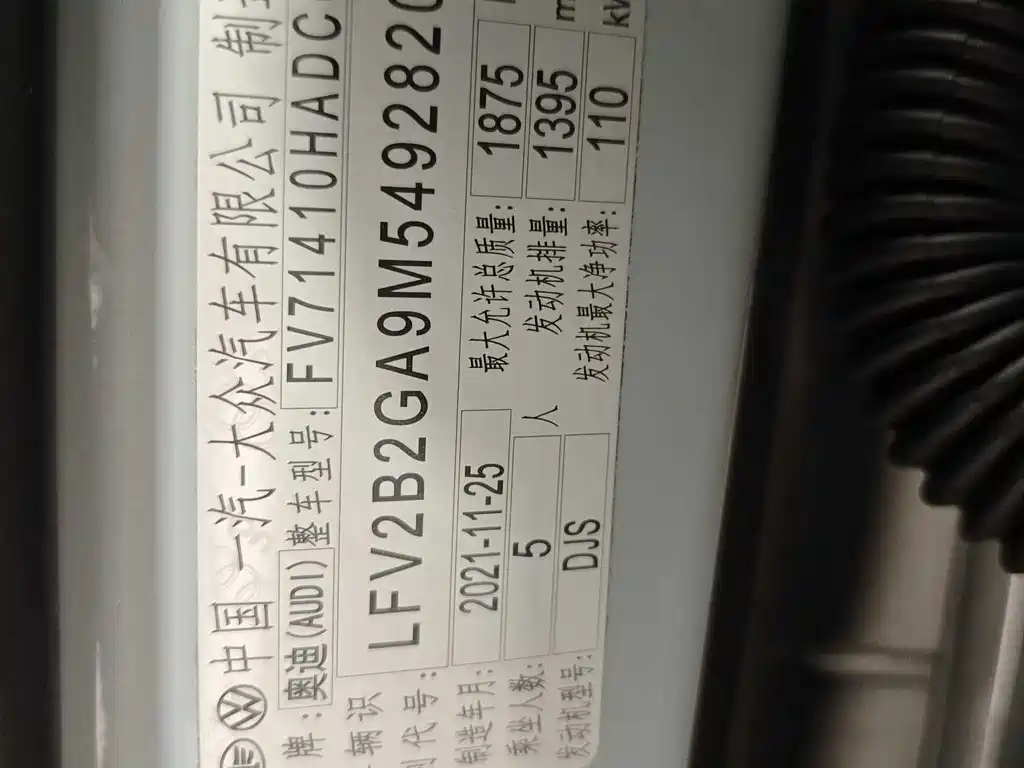 中国一汽-大众汽车有限公司 制
牌: 奥迪(AUDI) 整车型号: FV71410HADC
辆识 LFV2B2GA9M549282
代号:
制造年月: 2021-11-25 最大允许总质量: 1875
乘坐人数: 5 人 发动机排量: 1395 m
发动机型号: DJS 发动机最大净功率: 110 kw